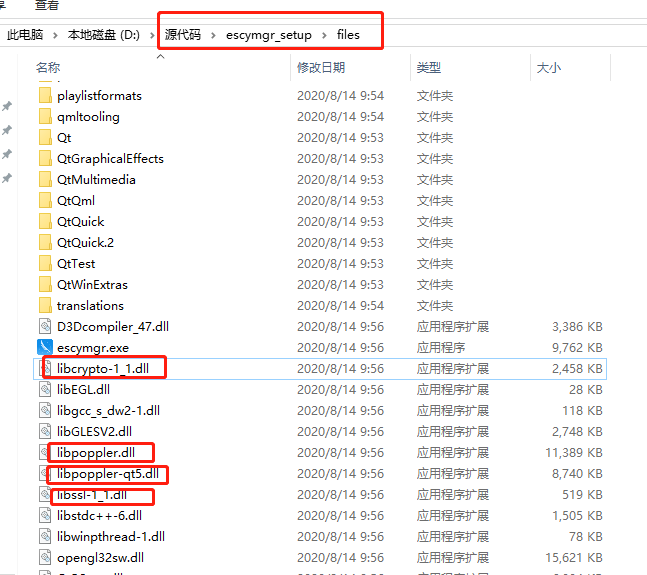 查看
此电脑 > 本地磁盘 (D:) > 源代码 > escymgr_setup > files
名称 修改日期 类型 大小
playlistformats 2020/8/14 9:54 文件夹
qmltooling 2020/8/14 9:54 文件夹
Qt 2020/8/14 9:53 文件夹
QtGraphicalEffects 2020/8/14 9:53 文件夹
QtMultimedia 2020/8/14 9:53 文件夹
QtQml 2020/8/14 9:53 文件夹
QtQuick 2020/8/14 9:53 文件夹
QtQuick.2 2020/8/14 9:53 文件夹
QtTest 2020/8/14 9:53 文件夹
QtWinExtras 2020/8/14 9:53 文件夹
translations 2020/8/14 9:53 文件夹
D3Dcompiler_47.dll 2020/8/14 9:56 应用程序扩展 3,386 KB
escymgr.exe 2020/8/14 9:56 应用程序 9,762 KB
libcrypto-1_1.dll 2020/8/14 9:56 应用程序扩展 2,458 KB
libEGL.dll 2020/8/14 9:56 应用程序扩展 28 KB
libgcc_s_dw2-1.dll 2020/8/14 9:56 应用程序扩展 118 KB
libGLESV2.dll 2020/8/14 9:56 应用程序扩展 2,748 KB
libpoppler.dll 2020/8/14 9:56 应用程序扩展 11,389 KB
libpoppler-qt5.dll 2020/8/14 9:56 应用程序扩展 8,740 KB
libssl-1_1.dll 2020/8/14 9:56 应用程序扩展 519 KB
libstdc++-6.dll 2020/8/14 9:56 应用程序扩展 1,505 KB
libwinpthread-1.dll 2020/8/14 9:56 应用程序扩展 78 KB
opengl32sw.dll 2020/8/14 9:56 应用程序扩展 15,621 KB